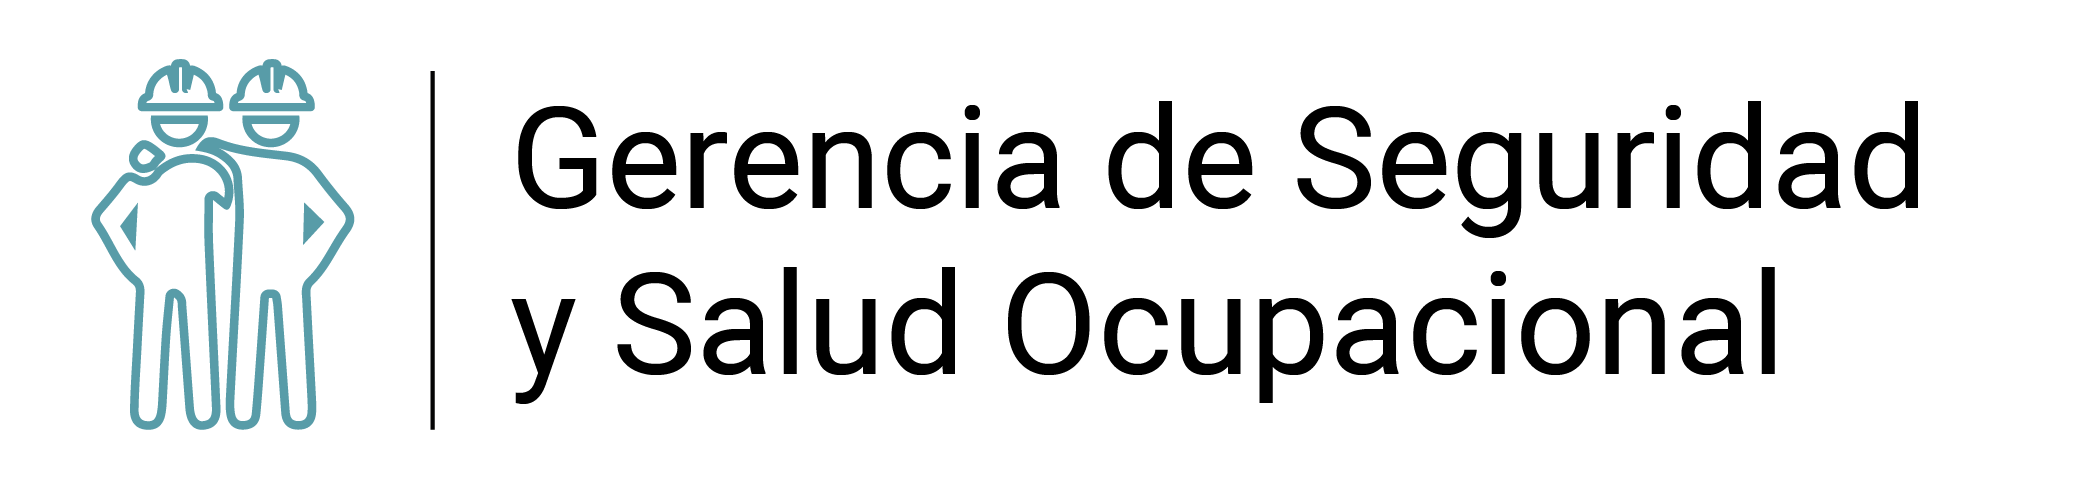 Gerencia de Seguridad
y Salud Ocupacional